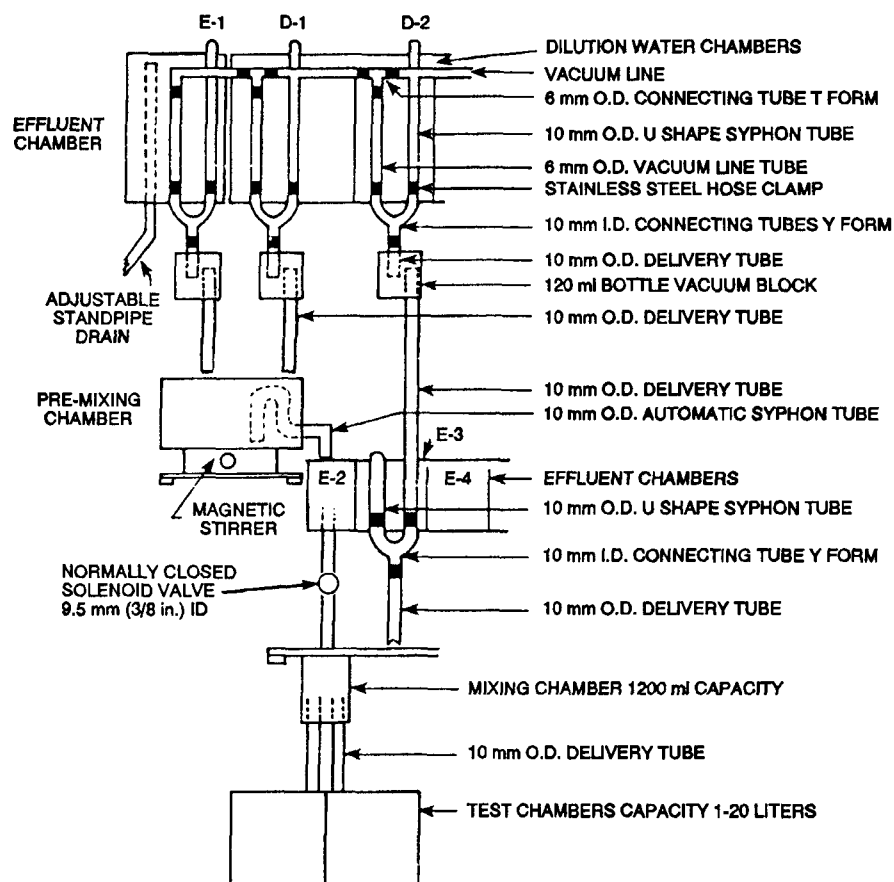 E-1
D-1
D-2
DILUTION WATER CHAMBERS
VACUUM LINE
6 mm O.D. CONNECTING TUBE T FORM
EFFLUENT
CHAMBER
10 mm O.D. U SHAPE SYPHON TUBE
6 mm O.D. VACUUM LINE TUBE
STAINLESS STEEL HOSE CLAMP
10 mm I.D. CONNECTING TUBES Y FORM
10 mm O.D. DELIVERY TUBE
120 ml BOTTLE VACUUM BLOCK
ADJUSTABLE
STANDPIPE
DRAIN
10 mm O.D. DELIVERY TUBE
PRE-MIXING
CHAMBER
10 mm O.D. DELIVERY TUBE
10 mm O.D. AUTOMATIC SYPHON TUBE
E-3
E-2
E-4
EFFLUENT CHAMBERS
MAGNETIC
STIRRER
10 mm O.D. U SHAPE SYPHON TUBE
10 mm I.D. CONNECTING TUBE Y FORM
NORMALLY CLOSED
SOLENOID VALVE
9.5 mm (3/8 in.) ID
10 mm O.D. DELIVERY TUBE
MIXING CHAMBER 1200 ml CAPACITY
10 mm O.D. DELIVERY TUBE
TEST CHAMBERS CAPACITY 1-20 LITERS